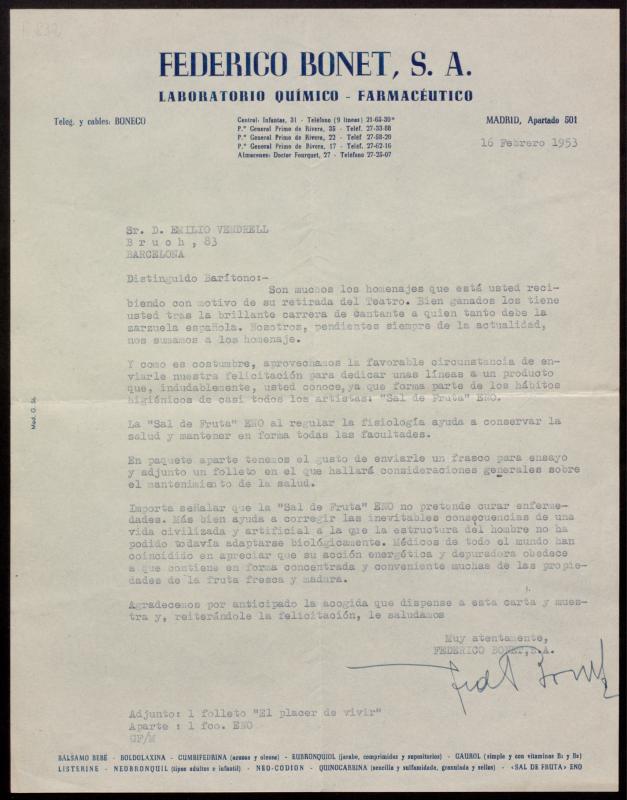 FEDERICO BONET, S. A.
LABORATORIO QUÍMICO - FARMACÉUTICO
Teleg. y cables: BONECO
Central: Infantas, 31 - Teléfono (9 líneas) 21-65-30*
P.º General Primo de Rivera, 35 - Teléf. 27-33-88
P.º General Primo de Rivera, 22 - Teléf. 27-58-20
P.º General Primo de Rivera, 17 - Teléf. 27-62-16
Almacenes: Doctor Fourquet, 27 - Teléfono 27-25-07
MADRID, Apartado 501
16 Febrero 1953
Sr. D. EMILIO VENDRELL
B r u c h , 83
BARCELONA
Distinguido Barítono:-
Son muchos los homenajes que está usted reci-
biendo con motivo de su retirada del Teatro. Bien ganados los tiene
usted tras la brillante carrera de cantante a quien tanto debe la
zarzuela española. Nosotros, pendientes siempre de la actualidad,
nos sumamos a los homenaje.
Y como es costumbre, aprovechamos la favorable circunstancia de en-
viarle nuestra felicitación para dedicar unas líneas a un producto
que, indudablemente, usted conoce, ya que forma parte de los hábitos
higiénicos de casi todos los artistas: "Sal de Fruta" ENO.
La "Sal de Fruta" ENO al regular la fisiología ayuda a conservar la
salud y mantener en forma todas las facultades.
En paquete aparte tenemos el gusto de enviarle un frasco para ensayo
y adjunto un folleto en el que hallará consideraciones generales sobre
el mantenimiento de la salud.
Importa señalar que la "Sal de Fruta" ENO no pretende curar enferme-
dades. Más bien ayuda a corregir las inevitables consecuencias de una
vida civilizada y artificial a la que la estructura del hombre no ha
podido todavía adaptarse biológicamente. Médicos de todo el mundo han
coincidido en apreciar que su acción energética y depuradora obedece
a que contiene en forma concentrada y conveniente muchas de las propie-
dades de la fruta fresca y madura.
Agradecemos por anticipado la acogida que dispense a esta carta y mues-
tra y, reiterándole la felicitación, le saludamos
Muy atentamente,
FEDERICO BONET, S.A.
Fedº Bonet
Adjunto: 1 folleto "El placer de vivir"
Aparte : 1 fco. ENO
GF/M
Mod. G. 56
BÁLSAMO BEBÉ - BOLDOLAXINA - CUMBIFEDRINA (acuosa y oleosa) - EUBRONQUIOL (jarabe, comprimidos y supositorios) - GAUROL (simple y con vitaminas B1 y B2)
LISTERINE - NEOBRONQUIL (tipos adultos e infantil) - NEO-CODION - QUINOCARBINA (sencilla y sulfamidada, granulada y sellos) - «SAL DE FRUTA» ENO